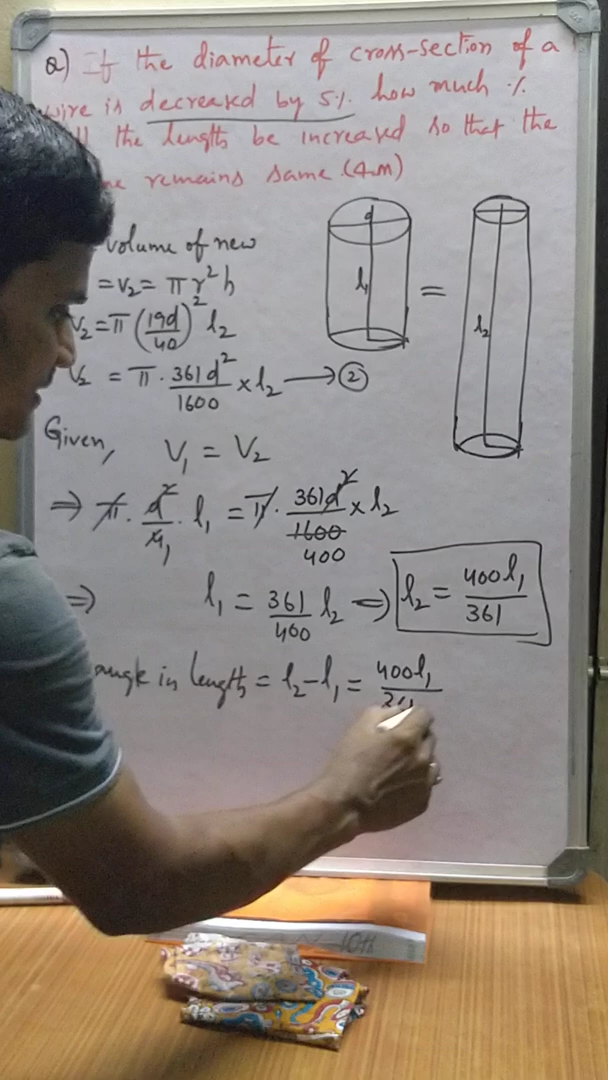 Q) If the diameter of cross-section of a
wire is decreased by 5% how much %
the length be increased so that the
remains same (4M)
d
l₁
=
l₂
volume of new
= V₂ = πr²h
V₂ = π(19d/40)² l₂
V₂ = π · 361d²/1600 × l₂ → ②
Given, V₁ = V₂
⇒ π · d²/4₁ · l₁ = π · 361d²/1600 × l₂
400
⇒ l₁ = 361/400 l₂ ⇒ l₂ = 400l₁/361
in length = l₂ - l₁ = 400l₁
10th